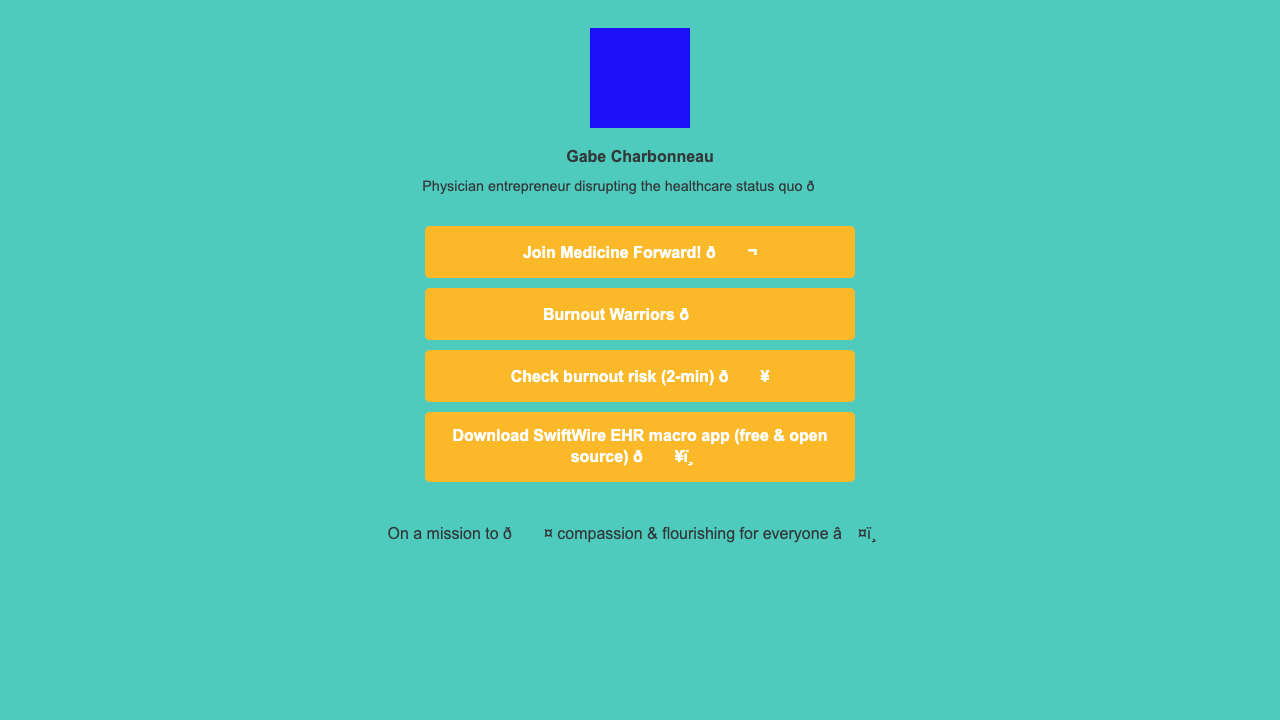 Gabe Charbonneau
Physician entrepreneur disrupting the healthcare status quo ð
Join Medicine Forward! ð ¬
Burnout Warriors ð
Check burnout risk (2-min) ð ¥
Download SwiftWire EHR macro app (free & open
source) ð ¥ï¸
On a mission to ð ¤ compassion & flourishing for everyone â ¤ï¸